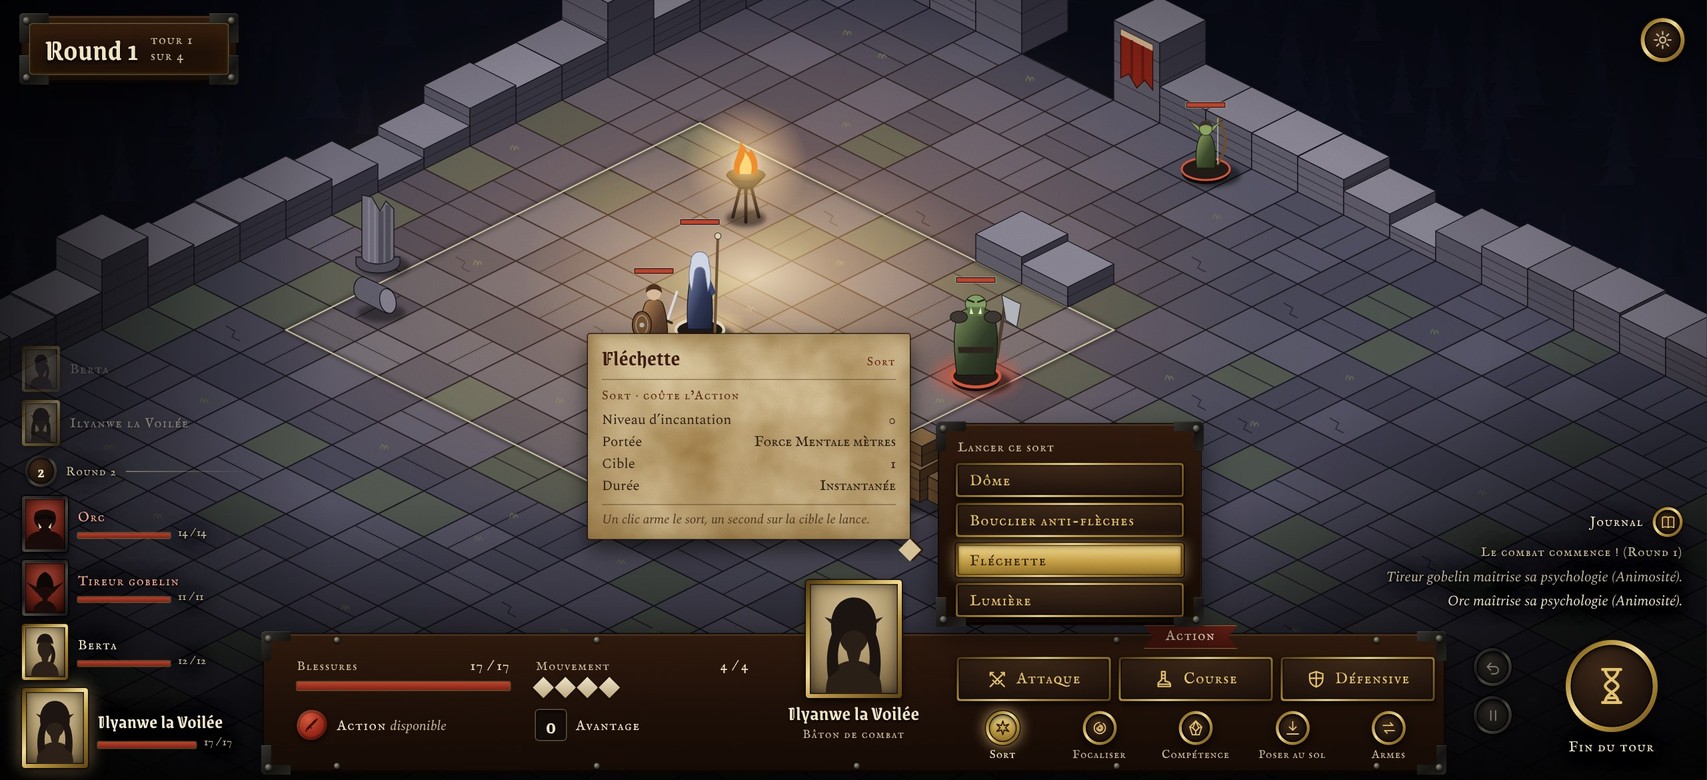 Round 1
Tour 1
sur 4
Berta
Ilyanwe la Voilée
2 Round 2
Orc
14/14
Tireur gobelin
11/11
Berta
12/12
Ilyanwe la Voilée
17/17
Fléchette
Sort
Sort · coûte l'Action
Niveau d'incantation 0
Portée Force Mentale mètres
Cible 1
Durée Instantanée
Un clic arme le sort, un second sur la cible le lance.
Lancer ce sort
Dôme
Bouclier anti-flèches
Fléchette
Lumière
Journal
Le combat commence ! (Round 1)
Tireur gobelin maîtrise sa psychologie (Animosité).
Orc maîtrise sa psychologie (Animosité).
Blessures 17/17
Mouvement 4/4
Action disponible
0 Avantage
Ilyanwe la Voilée
Bâton de combat
Action
Attaque
Course
Défensive
Sort
Focaliser
Compétence
Poser au sol
Armes
Fin du tour